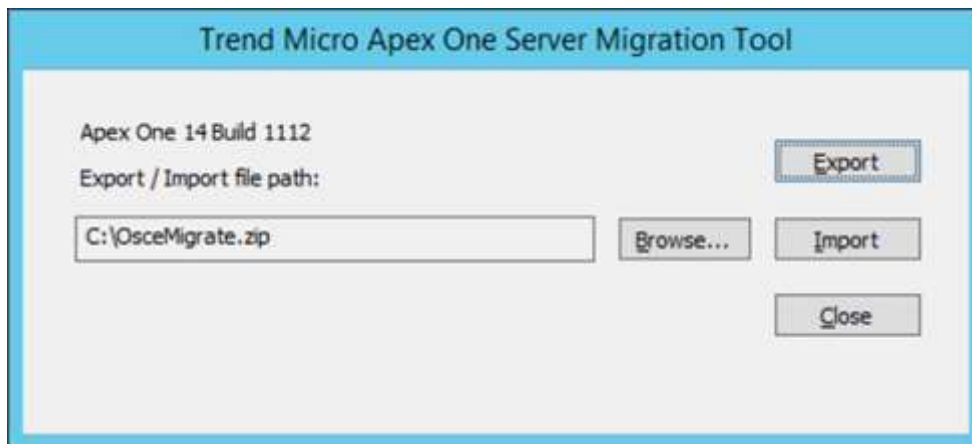 Trend Micro Apex One Server Migration Tool
Apex One 14 Build 1112
Export / Import file path:
Export
C:\OsceMigrate.zip
Browse...
Import
Close